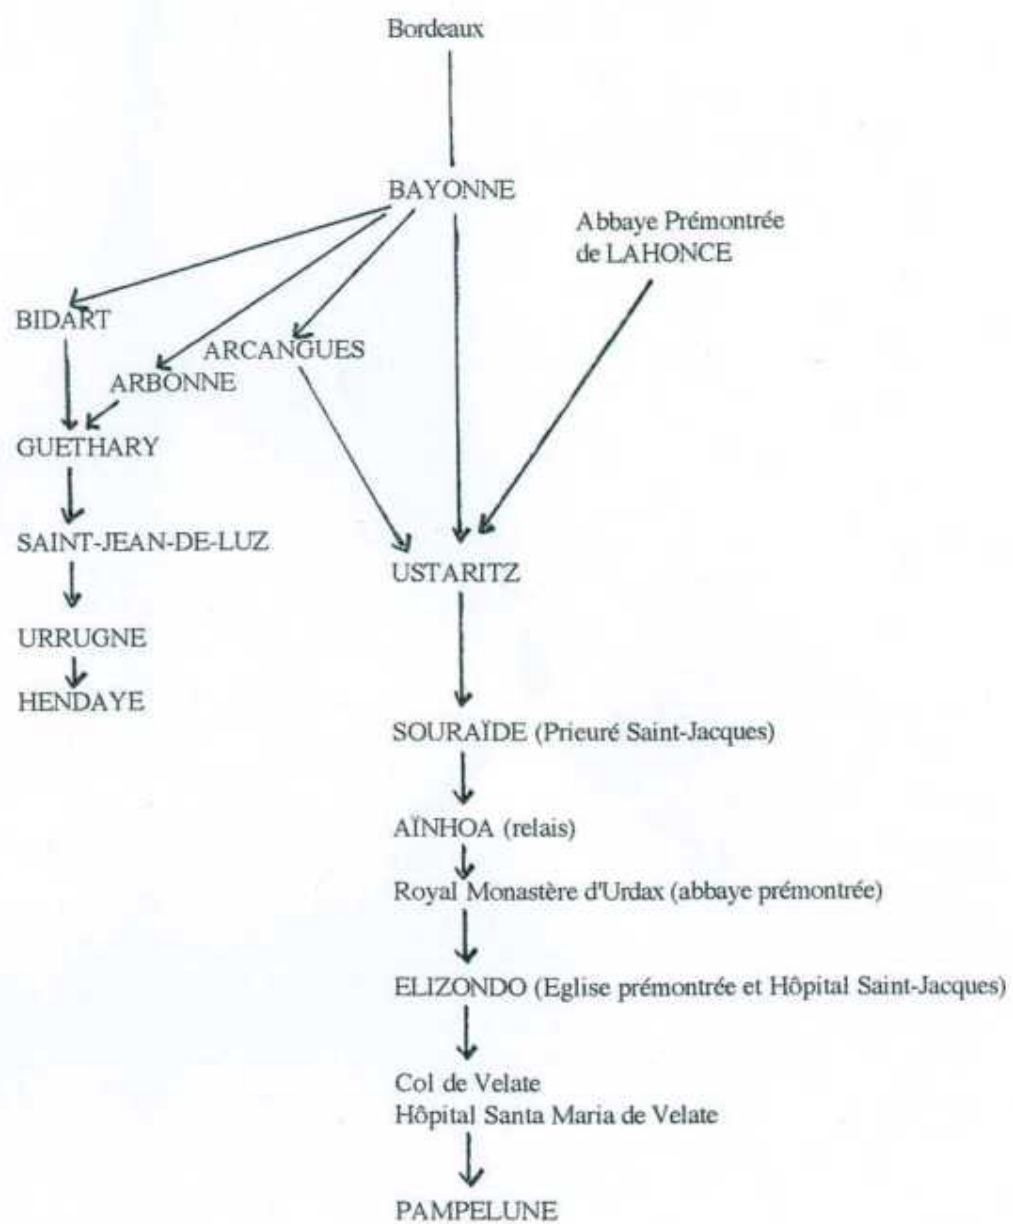 Bordeaux
BAYONNE
Abbaye Prémontrée
de LAHONCE
BIDART
ARCANGUES
ARBONNE
GUETHARY
SAINT-JEAN-DE-LUZ
USTARITZ
URRUGNE
HENDAYE
SOURAÏDE (Prieuré Saint-Jacques)
AÏNHOA (relais)
Royal Monastère d'Urdax (abbaye prémontrée)
ELIZONDO (Eglise prémontrée et Hôpital Saint-Jacques)
Col de Velate
Hôpital Santa Maria de Velate
PAMPELUNE